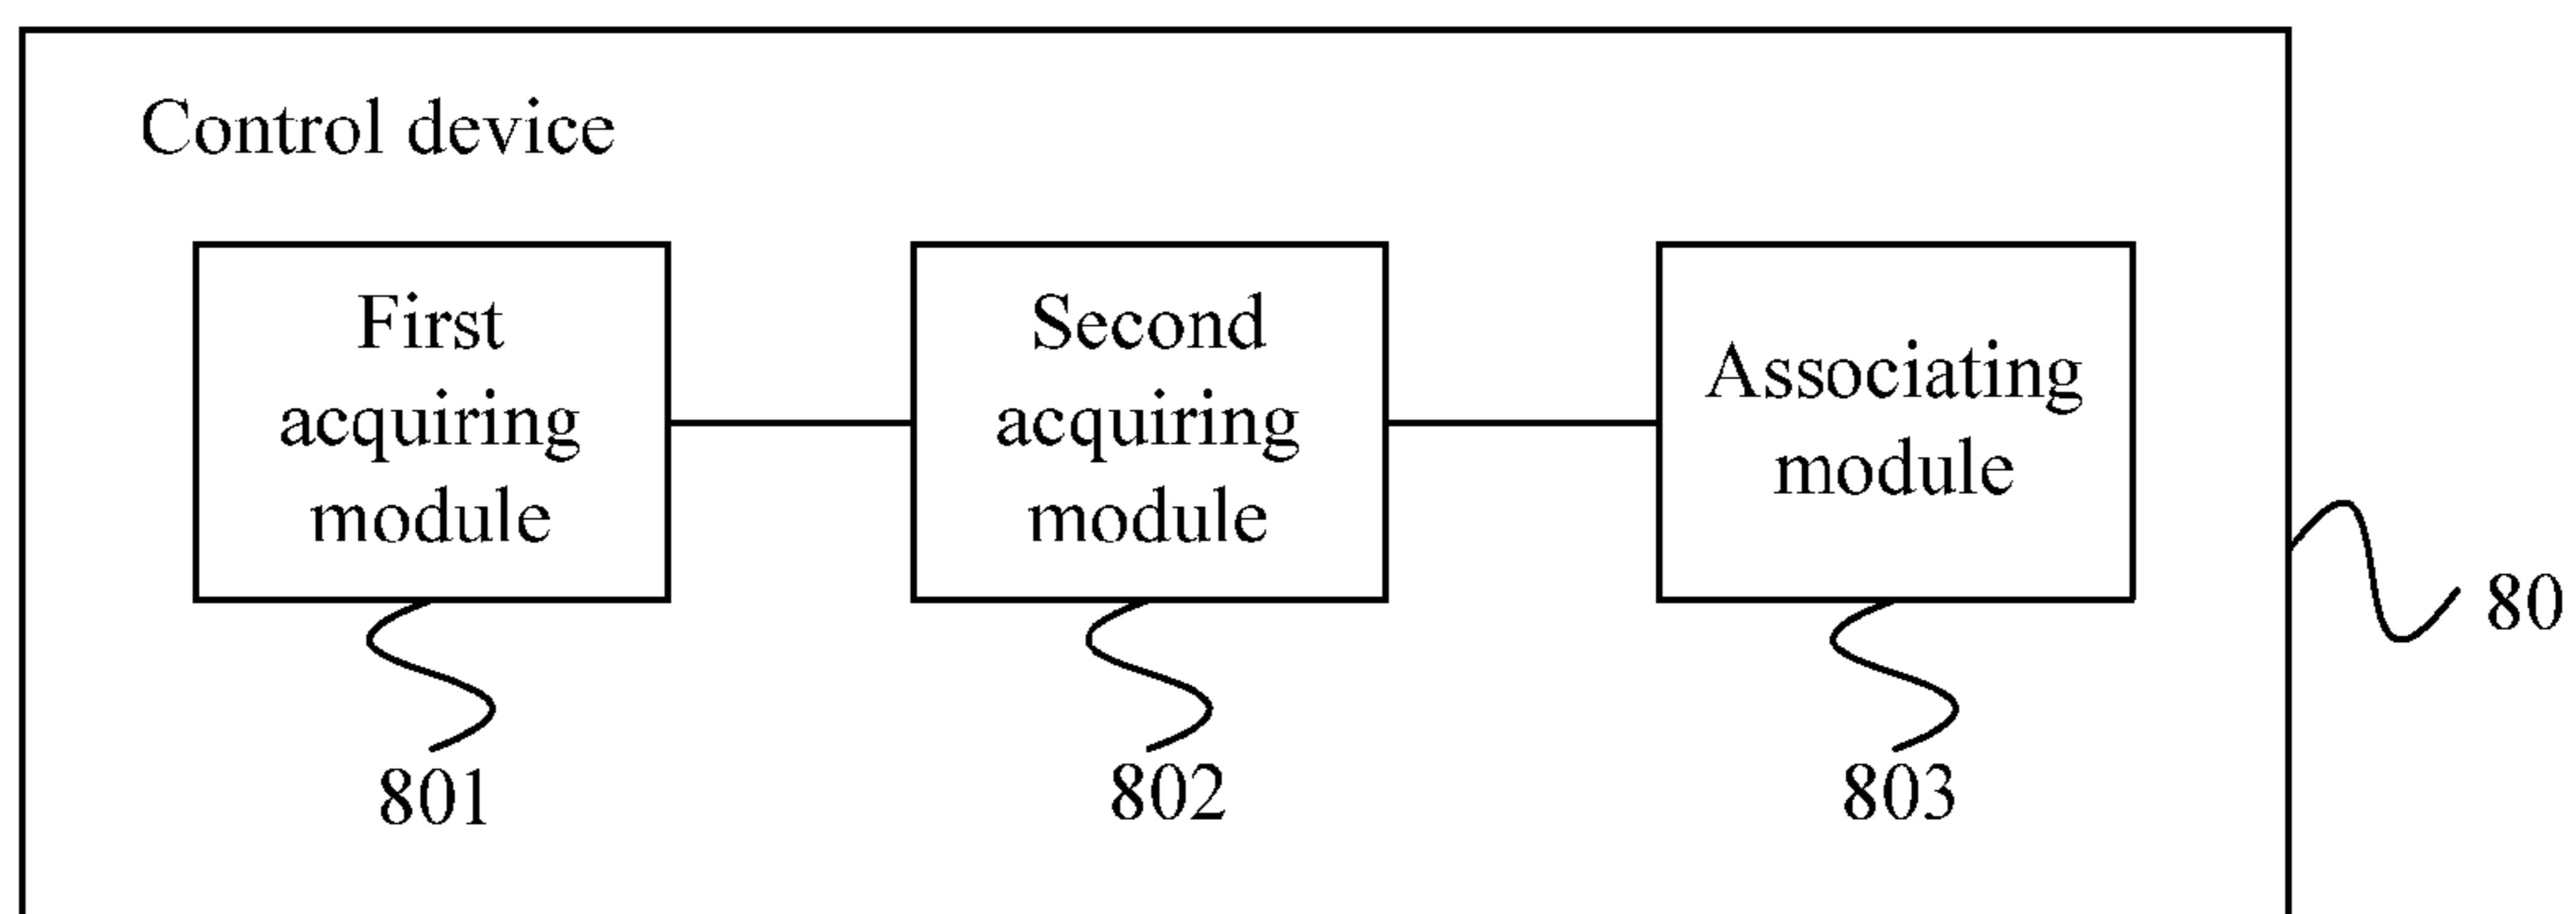 Control device
First
acquiring
module
Second
acquiring
module
Associating
module
80
801
802
803